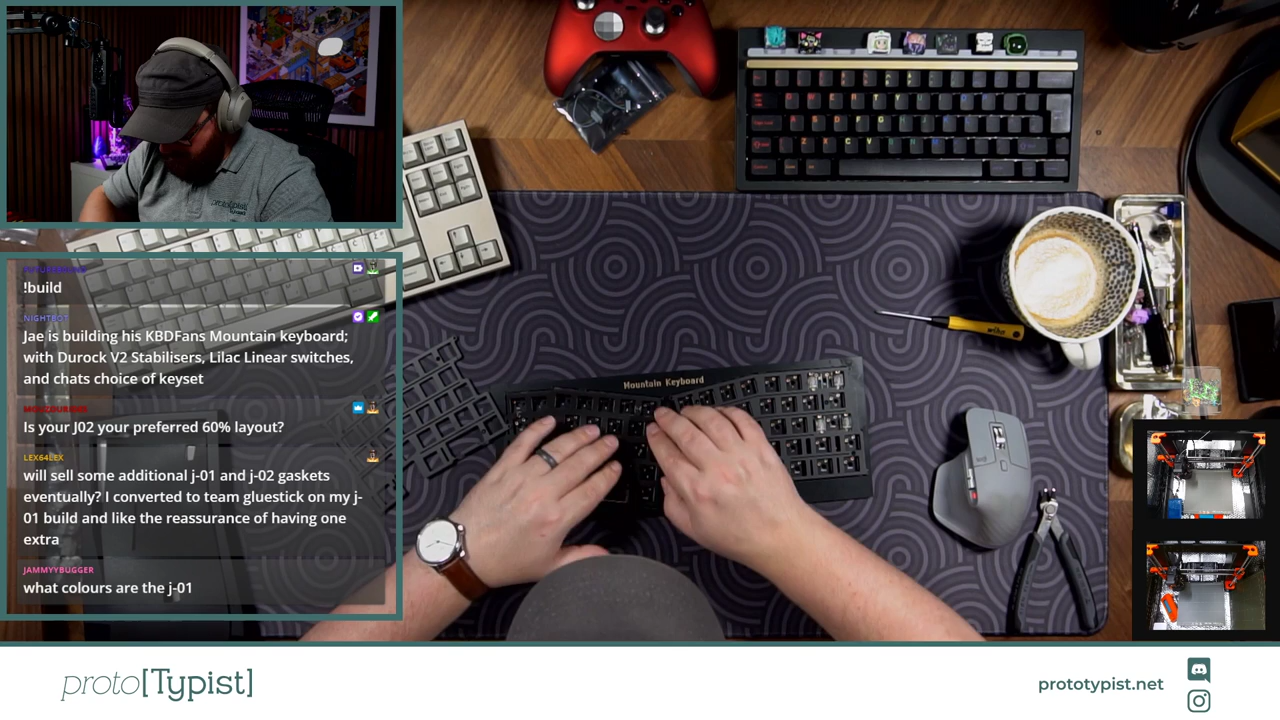 !build
NIGHTBOT
Jae is building his KBDFans Mountain keyboard;
with Durock V2 Stabilisers, Lilac Linear switches,
and chats choice of keyset
Is your J02 your preferred 60% layout?
LEX64LEX
will sell some additional j-01 and j-02 gaskets
eventually? I converted to team gluestick on my j-
01 build and like the reassurance of having one
extra
JAMMYYBUGGER
what colours are the j-01
Mountain Keyboard
proto[Typist]
prototypist.net